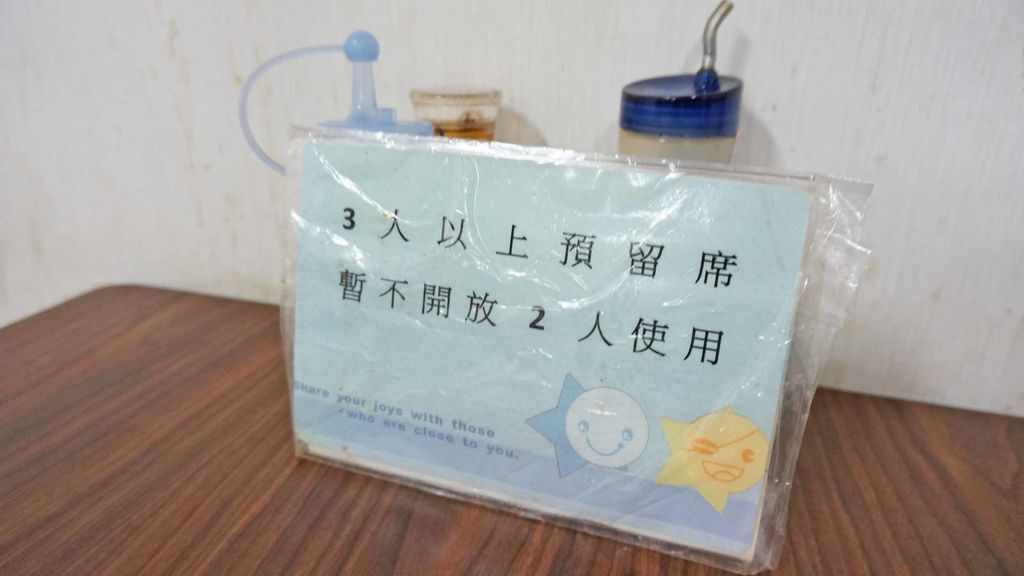 3 人 以 上 預 留 席
暫 不 開 放 2 人 使 用
Share your joys with those
who are close to you.